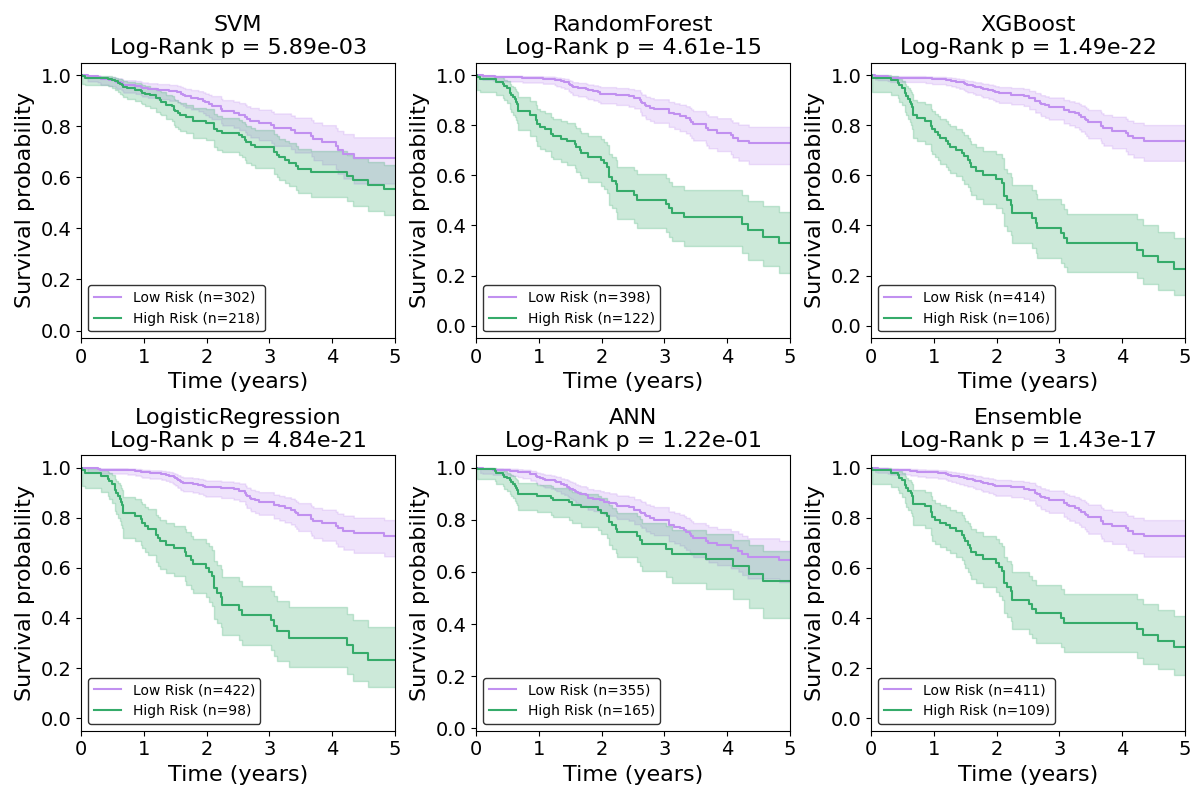 SVM
Log-Rank p = 5.89e-03
Survival probability
1.0
0.8
0.6
0.4
0.2
0.0
Low Risk (n=302)
High Risk (n=218)
0 1 2 3 4 5
Time (years)
RandomForest
Log-Rank p = 4.61e-15
Survival probability
1.0
0.8
0.6
0.4
0.2
0.0
Low Risk (n=398)
High Risk (n=122)
0 1 2 3 4 5
Time (years)
XGBoost
Log-Rank p = 1.49e-22
Survival probability
1.0
0.8
0.6
0.4
0.2
0.0
Low Risk (n=414)
High Risk (n=106)
0 1 2 3 4 5
Time (years)
LogisticRegression
Log-Rank p = 4.84e-21
Survival probability
1.0
0.8
0.6
0.4
0.2
0.0
Low Risk (n=422)
High Risk (n=98)
0 1 2 3 4 5
Time (years)
ANN
Log-Rank p = 1.22e-01
Survival probability
1.0
0.8
0.6
0.4
0.2
0.0
Low Risk (n=355)
High Risk (n=165)
0 1 2 3 4 5
Time (years)
Ensemble
Log-Rank p = 1.43e-17
Survival probability
1.0
0.8
0.6
0.4
0.2
0.0
Low Risk (n=411)
High Risk (n=109)
0 1 2 3 4 5
Time (years)